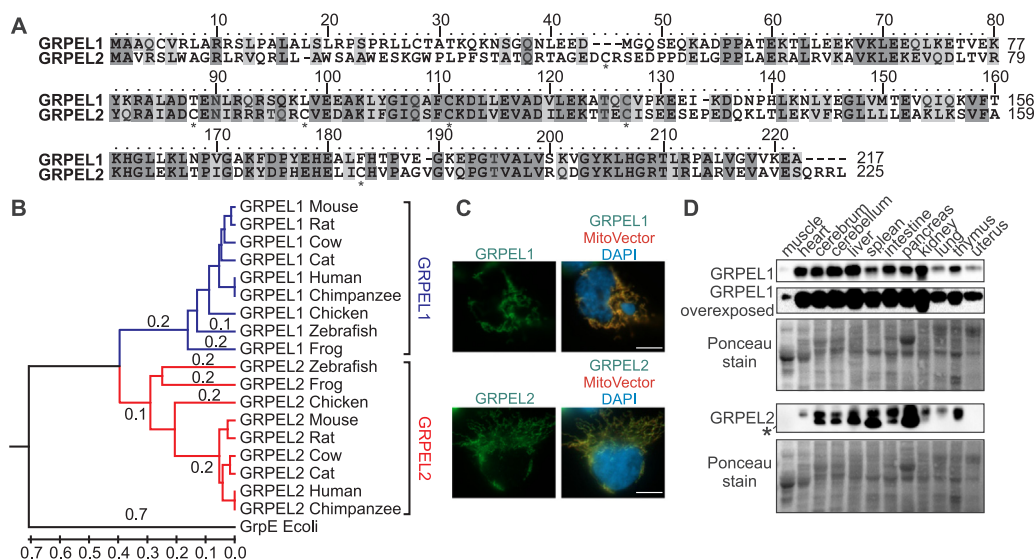 A
10 20 30 40 50 60 70 80
GRPEL1 MAAQCVRLARRSLPALALSLRPSPRLLCTATKQKNSGQNLEED---MGQSEQKADPPATEKTLLEEKVKLEEQLKETVEK 77
GRPEL2 MAVRSLWAGRLRVQRLL-AWSAAWESKGWPLPFSTATQRTAGEDCRSEDPPDELGPPLAERALRVKAVKLEKEVQDLTVR 79
*
90 100 110 120 130 140 150 160
GRPEL1 YKRALADTENLRQRSQKLVEEAKLYGIQAFCKDLLEVADVLEKATQCVPKEEI-KDDNPHLKNLYEGLVMTEVQIQKVFT 156
GRPEL2 YQRAIADCENIRRRTQRCVEDAKIFGIQSFCKDLVEVADILEKTTECISEESEPEDQKLTLEKVFRGLLLLEAKLKSVFA 159
* * * *
170 180 190 200 210 220
GRPEL1 KHGLLKLNPVGAKFDPYEHEALFHTPVE-GKEPGTVALVSKVGYKLHGRTLRPALVGVVKEA---- 217
GRPEL2 KHGLEKLTPIGDKYDPHEHELICHVPAGVGVQPGTVALVRQDGYKLHGRTIRLARVEVAVESQRRL 225
*
B
GRPEL1 Mouse
GRPEL1 Rat
GRPEL1 Cow
GRPEL1 Cat
GRPEL1 Human
GRPEL1 Chimpanzee
GRPEL1 Chicken
0.1 GRPEL1 Zebrafish
0.2
0.2 GRPEL1 Frog
GRPEL1
0.2 GRPEL2 Zebrafish
0.2 GRPEL2 Frog
0.2 GRPEL2 Chicken
0.1
GRPEL2 Mouse
GRPEL2 Rat
GRPEL2 Cow
0.2
GRPEL2 Cat
GRPEL2 Human
GRPEL2 Chimpanzee
GRPEL2
0.7 GrpE Ecoli
0.7 0.6 0.5 0.4 0.3 0.2 0.1 0.0
C
GRPEL1
GRPEL1
MitoVector
DAPI
GRPEL2
GRPEL2
MitoVector
DAPI
D
muscle
heart
cerebrum
cerebellum
liver
splean
intestine
pancreas
kidney
lung
thymus
uterus
GRPEL1
GRPEL1
overexposed
Ponceau
stain
GRPEL2
*
Ponceau
stain